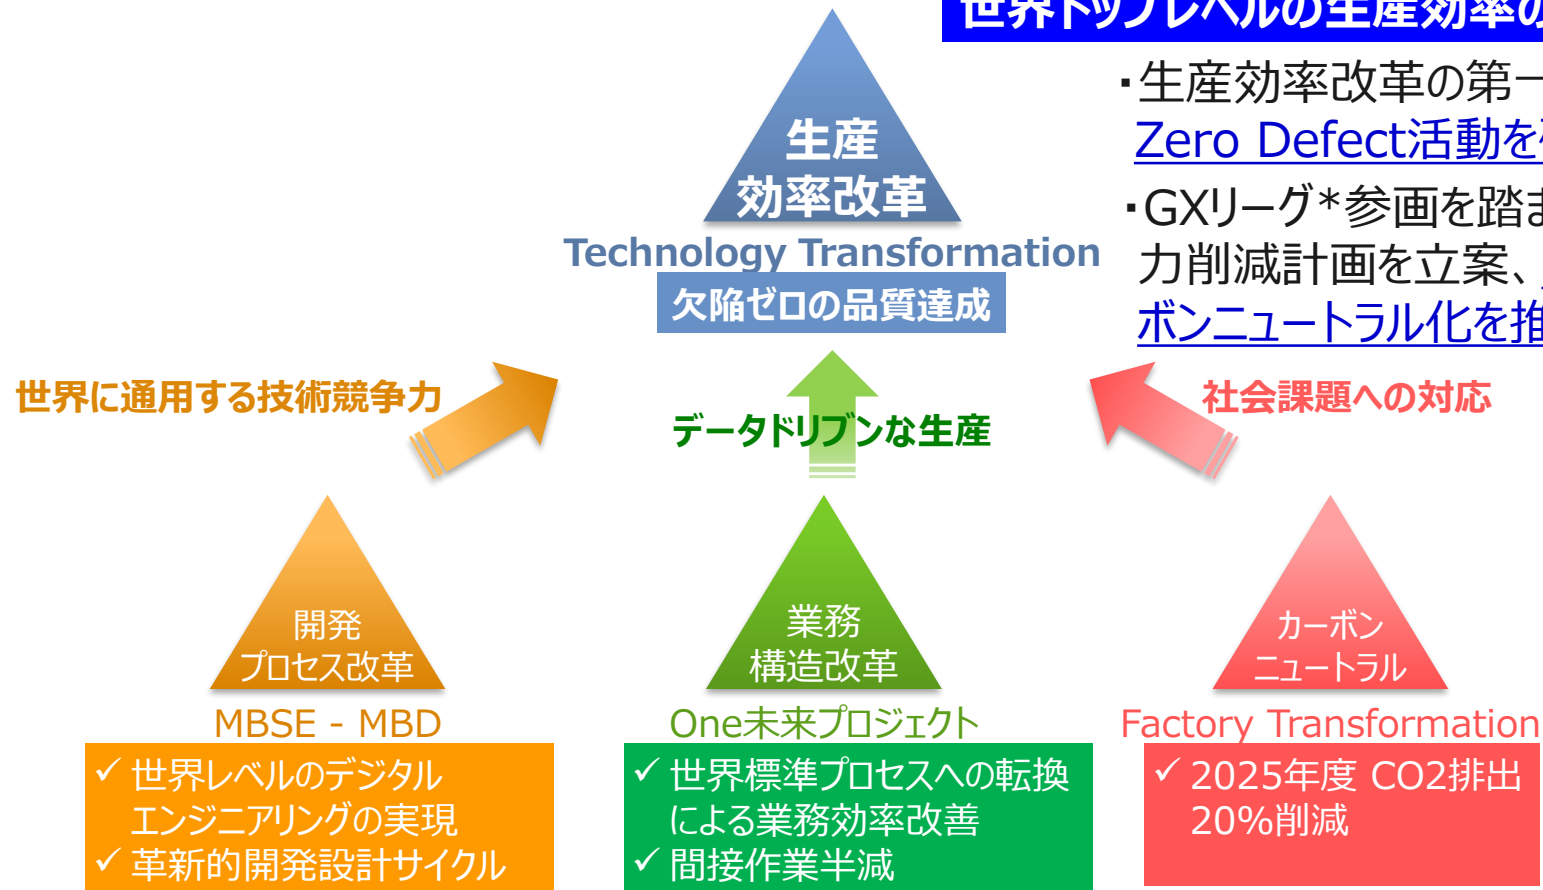 世界トップレベルの生産効率の
・生産効率改革の第一
Zero Defect活動を
・GXリーグ*参画を踏ま
力削減計画を立案、
ボンニュートラル化を推
生産
効率改革
Technology Transformation
欠陥ゼロの品質達成
世界に通用する技術競争力
データドリブンな生産
社会課題への対応
開発
プロセス改革
MBSE - MBD
✓ 世界レベルのデジタル
エンジニアリングの実現
✓ 革新的開発設計サイクル
業務
構造改革
One未来プロジェクト
✓ 世界標準プロセスへの転換
による業務効率改善
✓ 間接作業半減
カーボン
ニュートラル
Factory Transformation
✓ 2025年度 CO2排出
20%削減